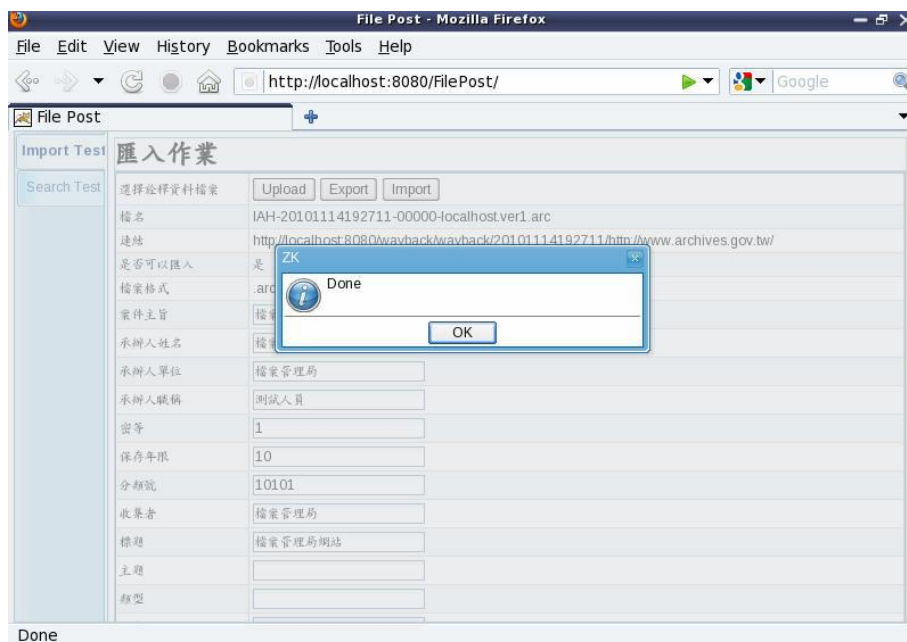 File Post - Mozilla Firefox
File Edit View History Bookmarks Tools Help
http://localhost:8080/FilePost/
Google
File Post
Import Test
匯入作業
Search Test
選擇詮釋資料檔案 Upload Export Import
檔名 IAH-20101114192711-00000-localhost.ver1.arc
連結 http://localhost:8080/wayback/wayback/20101114192711/http://www.archives.gov.tw/
是否可以匯入 是
ZK
檔案格式 .arc
Done
案件主旨 檔
OK
承辦人姓名 檔案
承辦人單位 檔案管理局
承辦人職稱 測試人員
密等 1
保存年限 10
分類號 10101
收集者 檔案管理局
標題 檔案管理局網站
主題
類型
Done